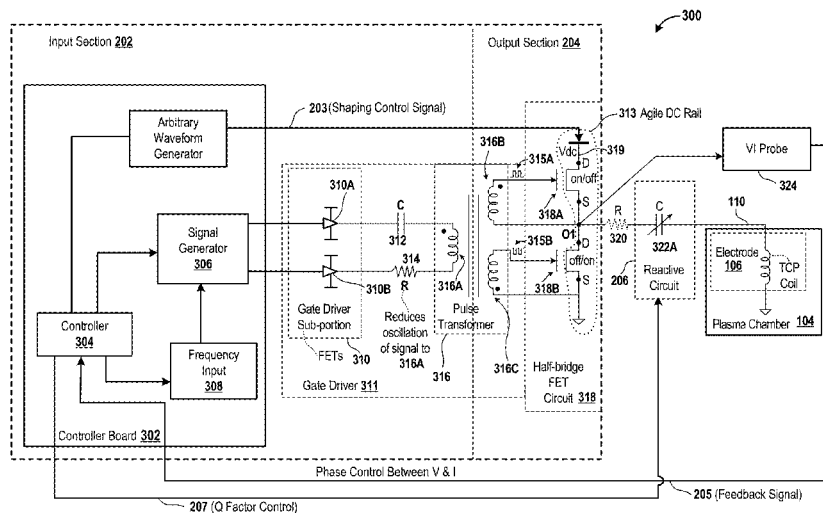 300
Input Section 202
Output Section 204
203 (Shaping Control Signal)
313 Agile DC Rail
Arbitrary
Waveform
Generator
316B
315A
Vdc
319
D
on/off
S
VI Probe
324
310A
C
312
318A
O1
R
320
C
322A
110
Signal
Generator
306
314
R
316A
315B
D
off/on
S
318B
310B
206
Reactive
Circuit
Electrode
106
TCP
Coil
Plasma Chamber 104
Controller
304
Frequency
Input
308
Gate Driver
Sub-portion
FETs
310
Reduces
oscillation
of signal to
316A
Pulse
Transformer
316
316C
Gate Driver 311
Half-bridge
FET
Circuit 318
Controller Board 302
Phase Control Between V & I
207 (Q Factor Control)
205 (Feedback Signal)